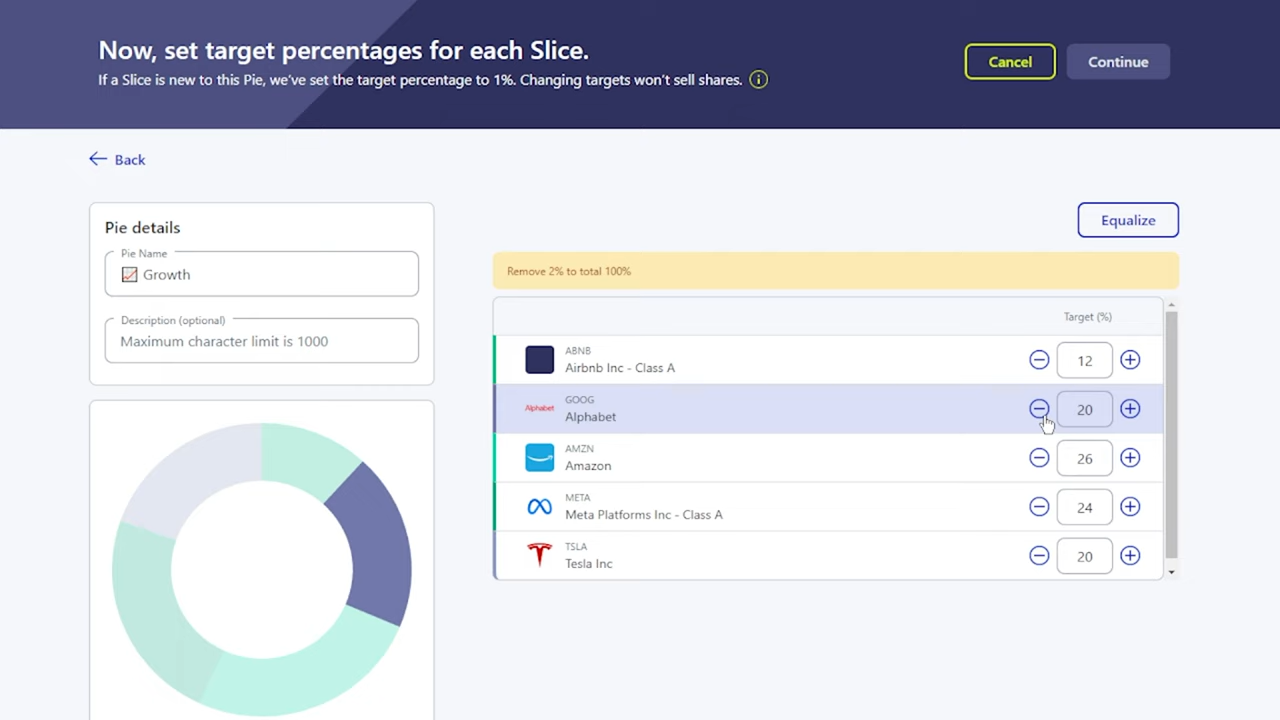 Now, set target percentages for each Slice.
If a Slice is new to this Pie, we've set the target percentage to 1%. Changing targets won't sell shares.
Cancel
Continue
Back
Pie details
Pie Name
Growth
Description (optional)
Maximum character limit is 1000
Equalize
Remove 2% to total 100%
Target (%)
ABNB
Airbnb Inc - Class A
12
Alphabet
GOOG
Alphabet
20
AMZN
Amazon
26
META
Meta Platforms Inc - Class A
24
TSLA
Tesla Inc
20